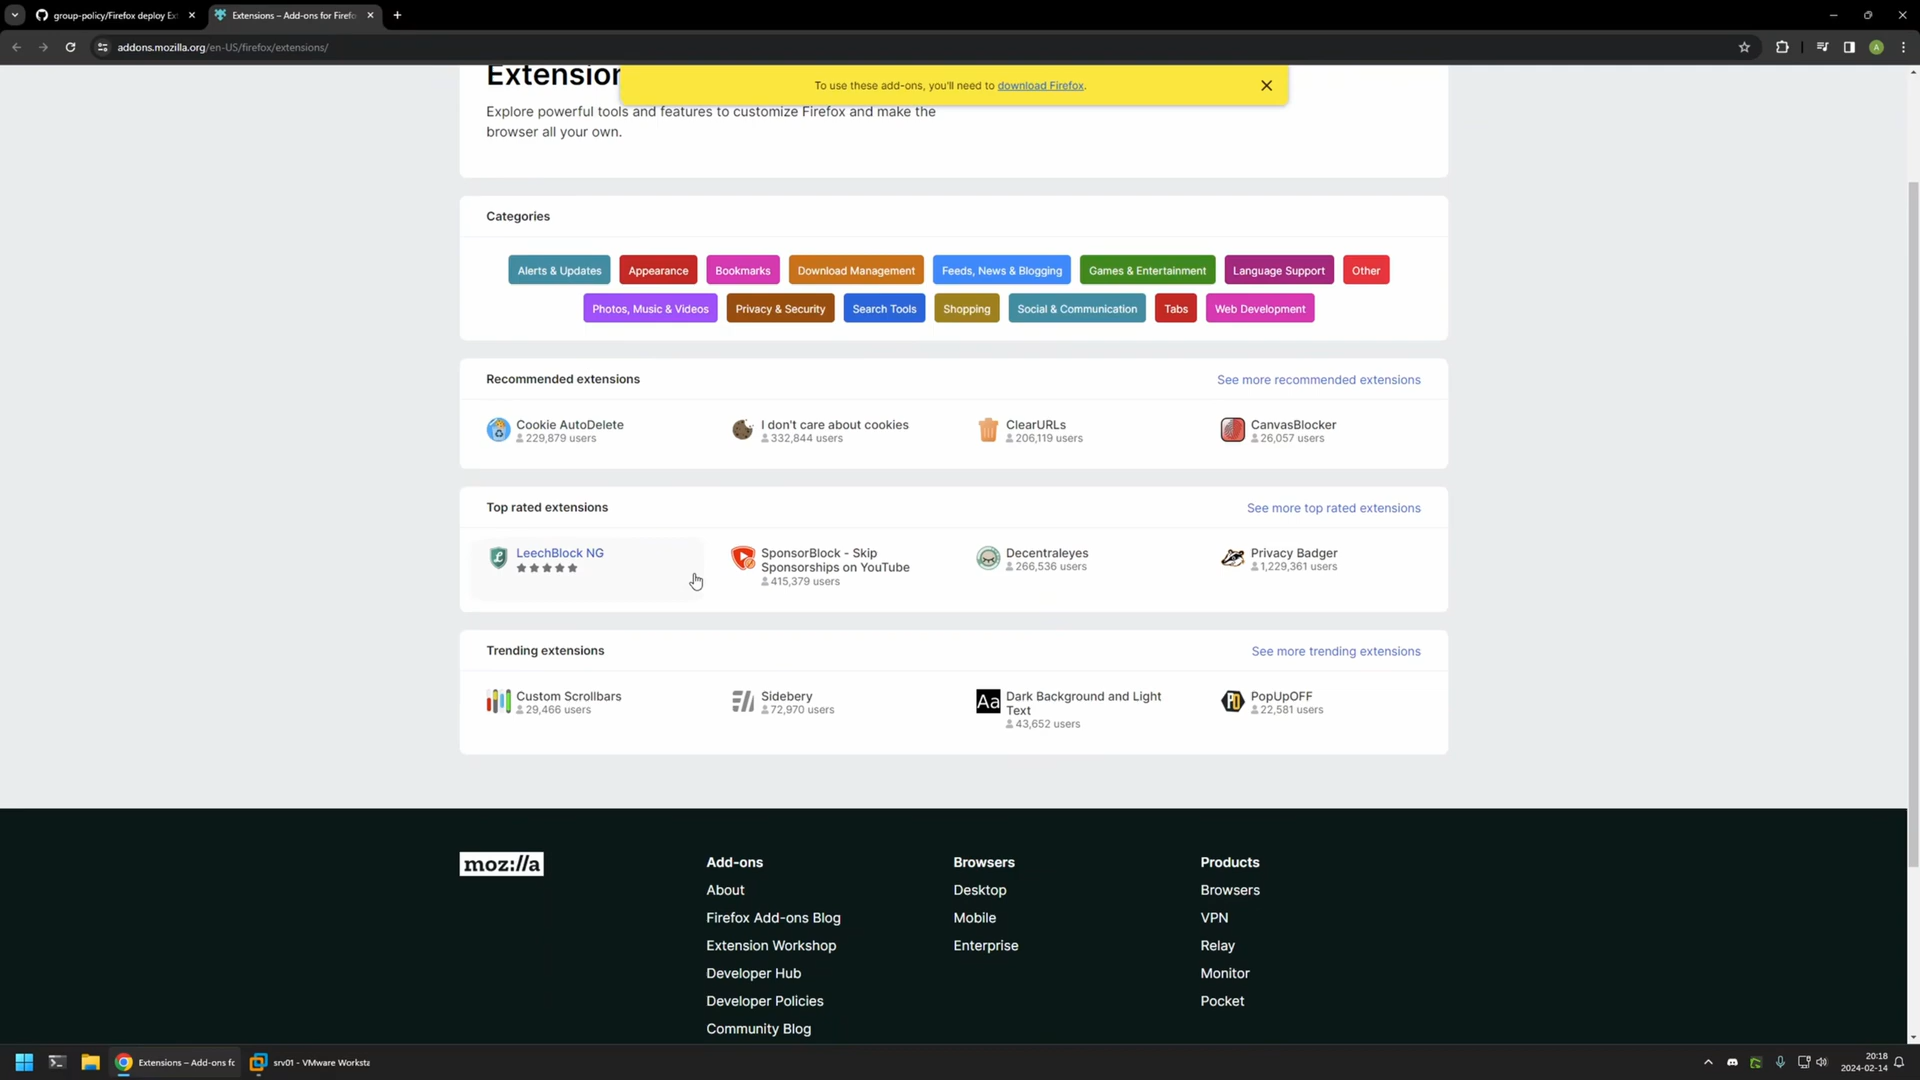 group-policy/Firefox deploy Ex
Extensions – Add-ons for Firefo
addons.mozilla.org/en-US/firefox/extensions/
A
To use these add-ons, you'll need to download Firefox.
Extension
Explore powerful tools and features to customize Firefox and make the
browser all your own.
Categories
Alerts & Updates
Appearance
Bookmarks
Download Management
Feeds, News & Blogging
Games & Entertainment
Language Support
Other
Photos, Music & Videos
Privacy & Security
Search Tools
Shopping
Social & Communication
Tabs
Web Development
Recommended extensions
See more recommended extensions
Cookie AutoDelete
229,879 users
I don't care about cookies
332,844 users
ClearURLs
206,119 users
CanvasBlocker
26,057 users
Top rated extensions
See more top rated extensions
LeechBlock NG
SponsorBlock - Skip
Sponsorships on YouTube
415,379 users
Decentraleyes
266,536 users
Privacy Badger
1,229,361 users
Trending extensions
See more trending extensions
Custom Scrollbars
29,466 users
Sidebery
72,970 users
Aa
Dark Background and Light
Text
43,652 users
PopUpOFF
22,581 users
moz://a
Add-ons
About
Firefox Add-ons Blog
Extension Workshop
Developer Hub
Developer Policies
Community Blog
Browsers
Desktop
Mobile
Enterprise
Products
Browsers
VPN
Relay
Monitor
Pocket
Extensions – Add-ons fo
srv01 - VMware Worksta
20:18
2024-02-14